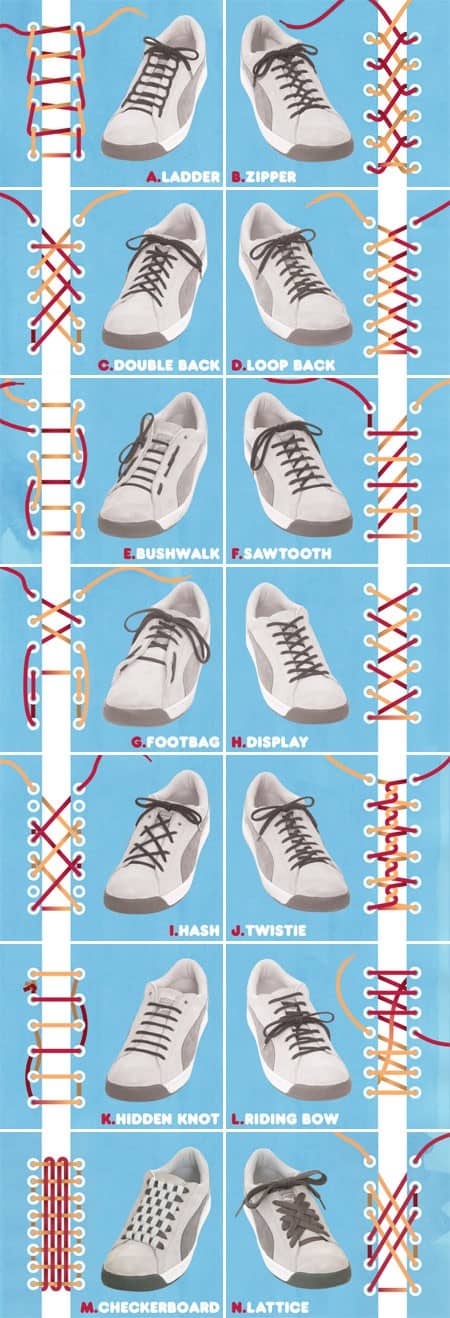 A.LADDER
B.ZIPPER
C.DOUBLE BACK
D.LOOP BACK
E.BUSHWALK
F.SAWTOOTH
G.FOOTBAG
H.DISPLAY
I.HASH
J.TWISTIE
K.HIDDEN KNOT
L.RIDING BOW
M.CHECKERBOARD
N.LATTICE